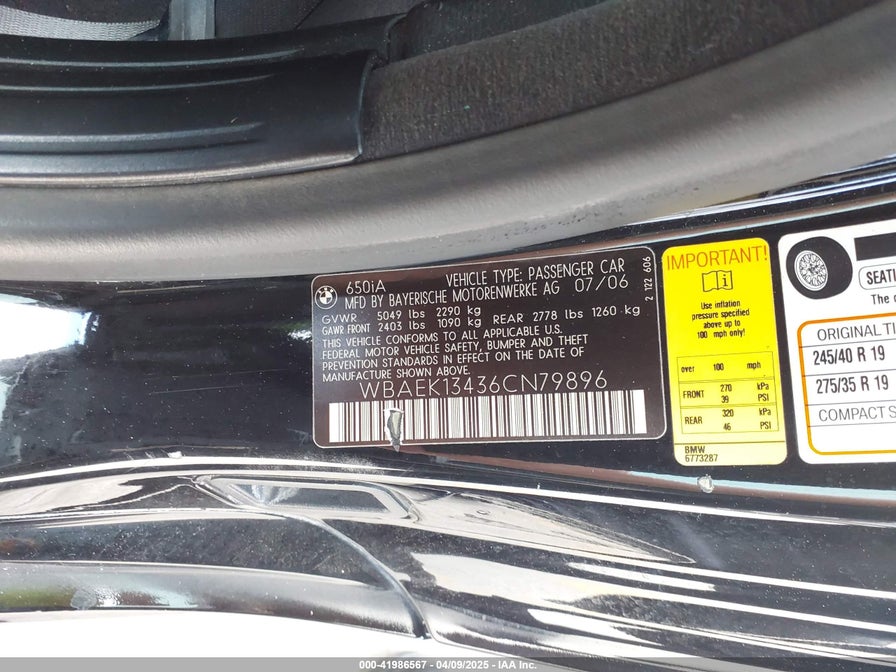 BMW
650iA VEHICLE TYPE: PASSENGER CAR
MFD BY BAYERISCHE MOTORENWERKE AG 07/06
GVWR 5049 lbs 2290 kg
GAWR FRONT 2403 lbs 1090 kg REAR 2778 lbs 1260 kg
THIS VEHICLE CONFORMS TO ALL APPLICABLE U.S.
FEDERAL MOTOR VEHICLE SAFETY, BUMPER AND THEFT
PREVENTION STANDARDS IN EFFECT ON THE DATE OF
MANUFACTURE SHOWN ABOVE.
WBAEK13436CN79896
2 122 606
IMPORTANT!
i
Use inflation
pressure specified
above up to
100 mph only!
over 100 mph
FRONT 270 kPa
39 PSI
REAR 320 kPa
46 PSI
BMW
6773287
SEATI
The c
ORIGINAL TI
245/40 R 19
275/35 R 19
COMPACT S
000-41986567 — 04/09/2025 - IAA Inc.